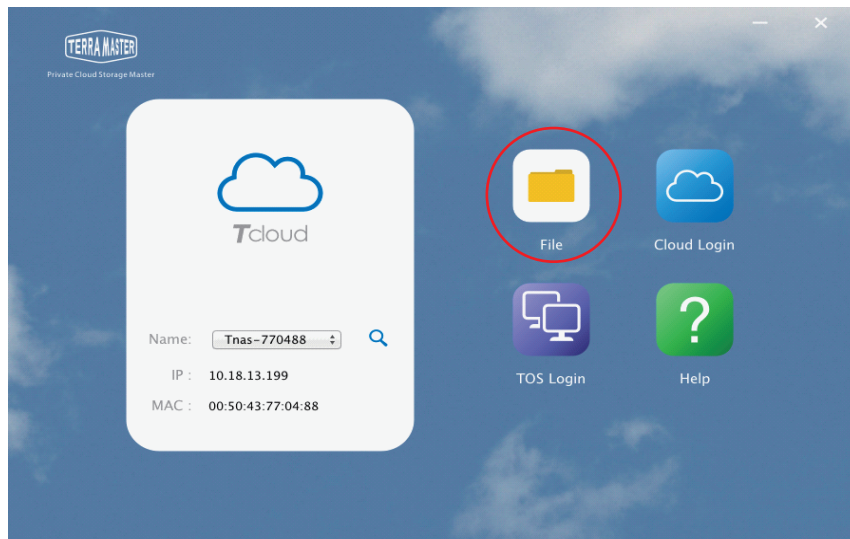 TERRA MASTER
Private Cloud Storage Master
Tcloud
Name: Tnas-770488
IP : 10.18.13.199
MAC : 00:50:43:77:04:88
File
Cloud Login
TOS Login
?
Help